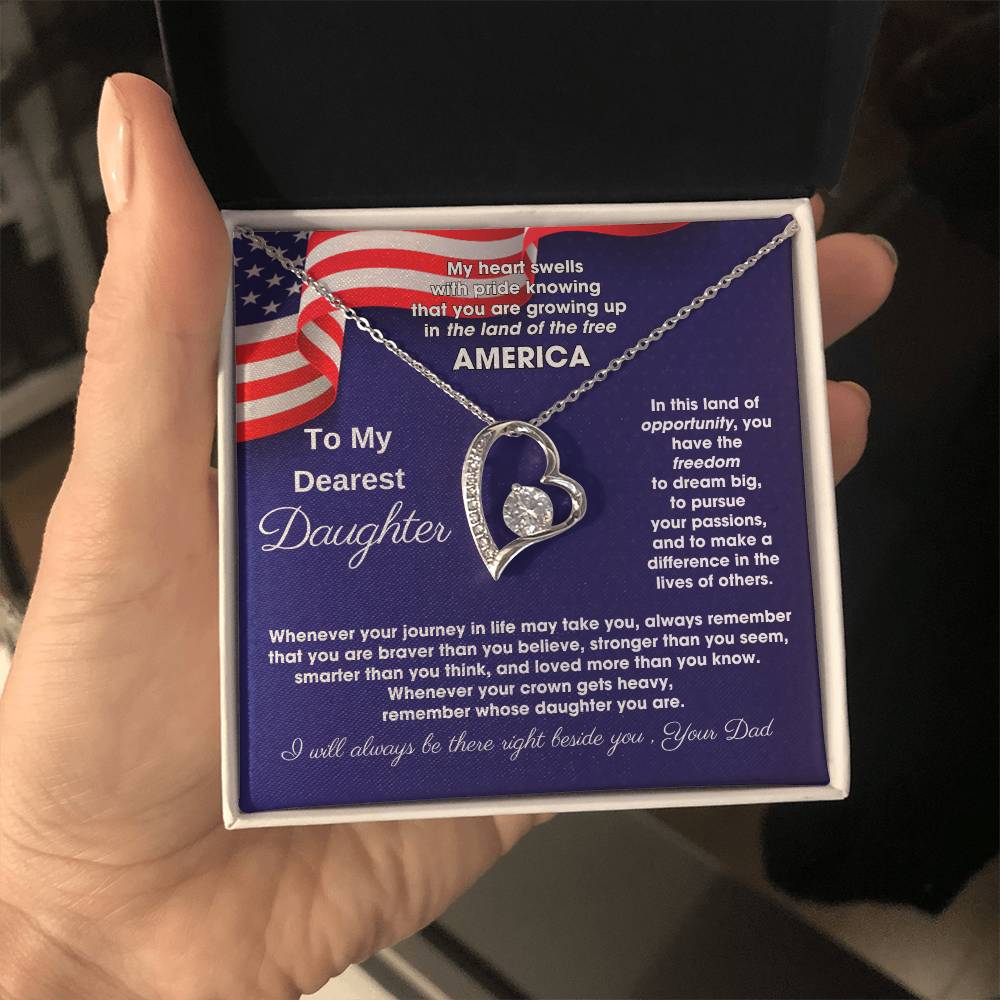 My heart swells
with pride knowing
that you are growing up
in the land of the free
AMERICA
To My
Dearest
Daughter
In this land of
opportunity, you
have the
freedom
to dream big,
to pursue
your passions,
and to make a
difference in the
lives of others.
Whenever your journey in life may take you, always remember
that you are braver than you believe, stronger than you seem,
smarter than you think, and loved more than you know.
Whenever your crown gets heavy,
remember whose daughter you are.
I will always be there right beside you , Your Dad